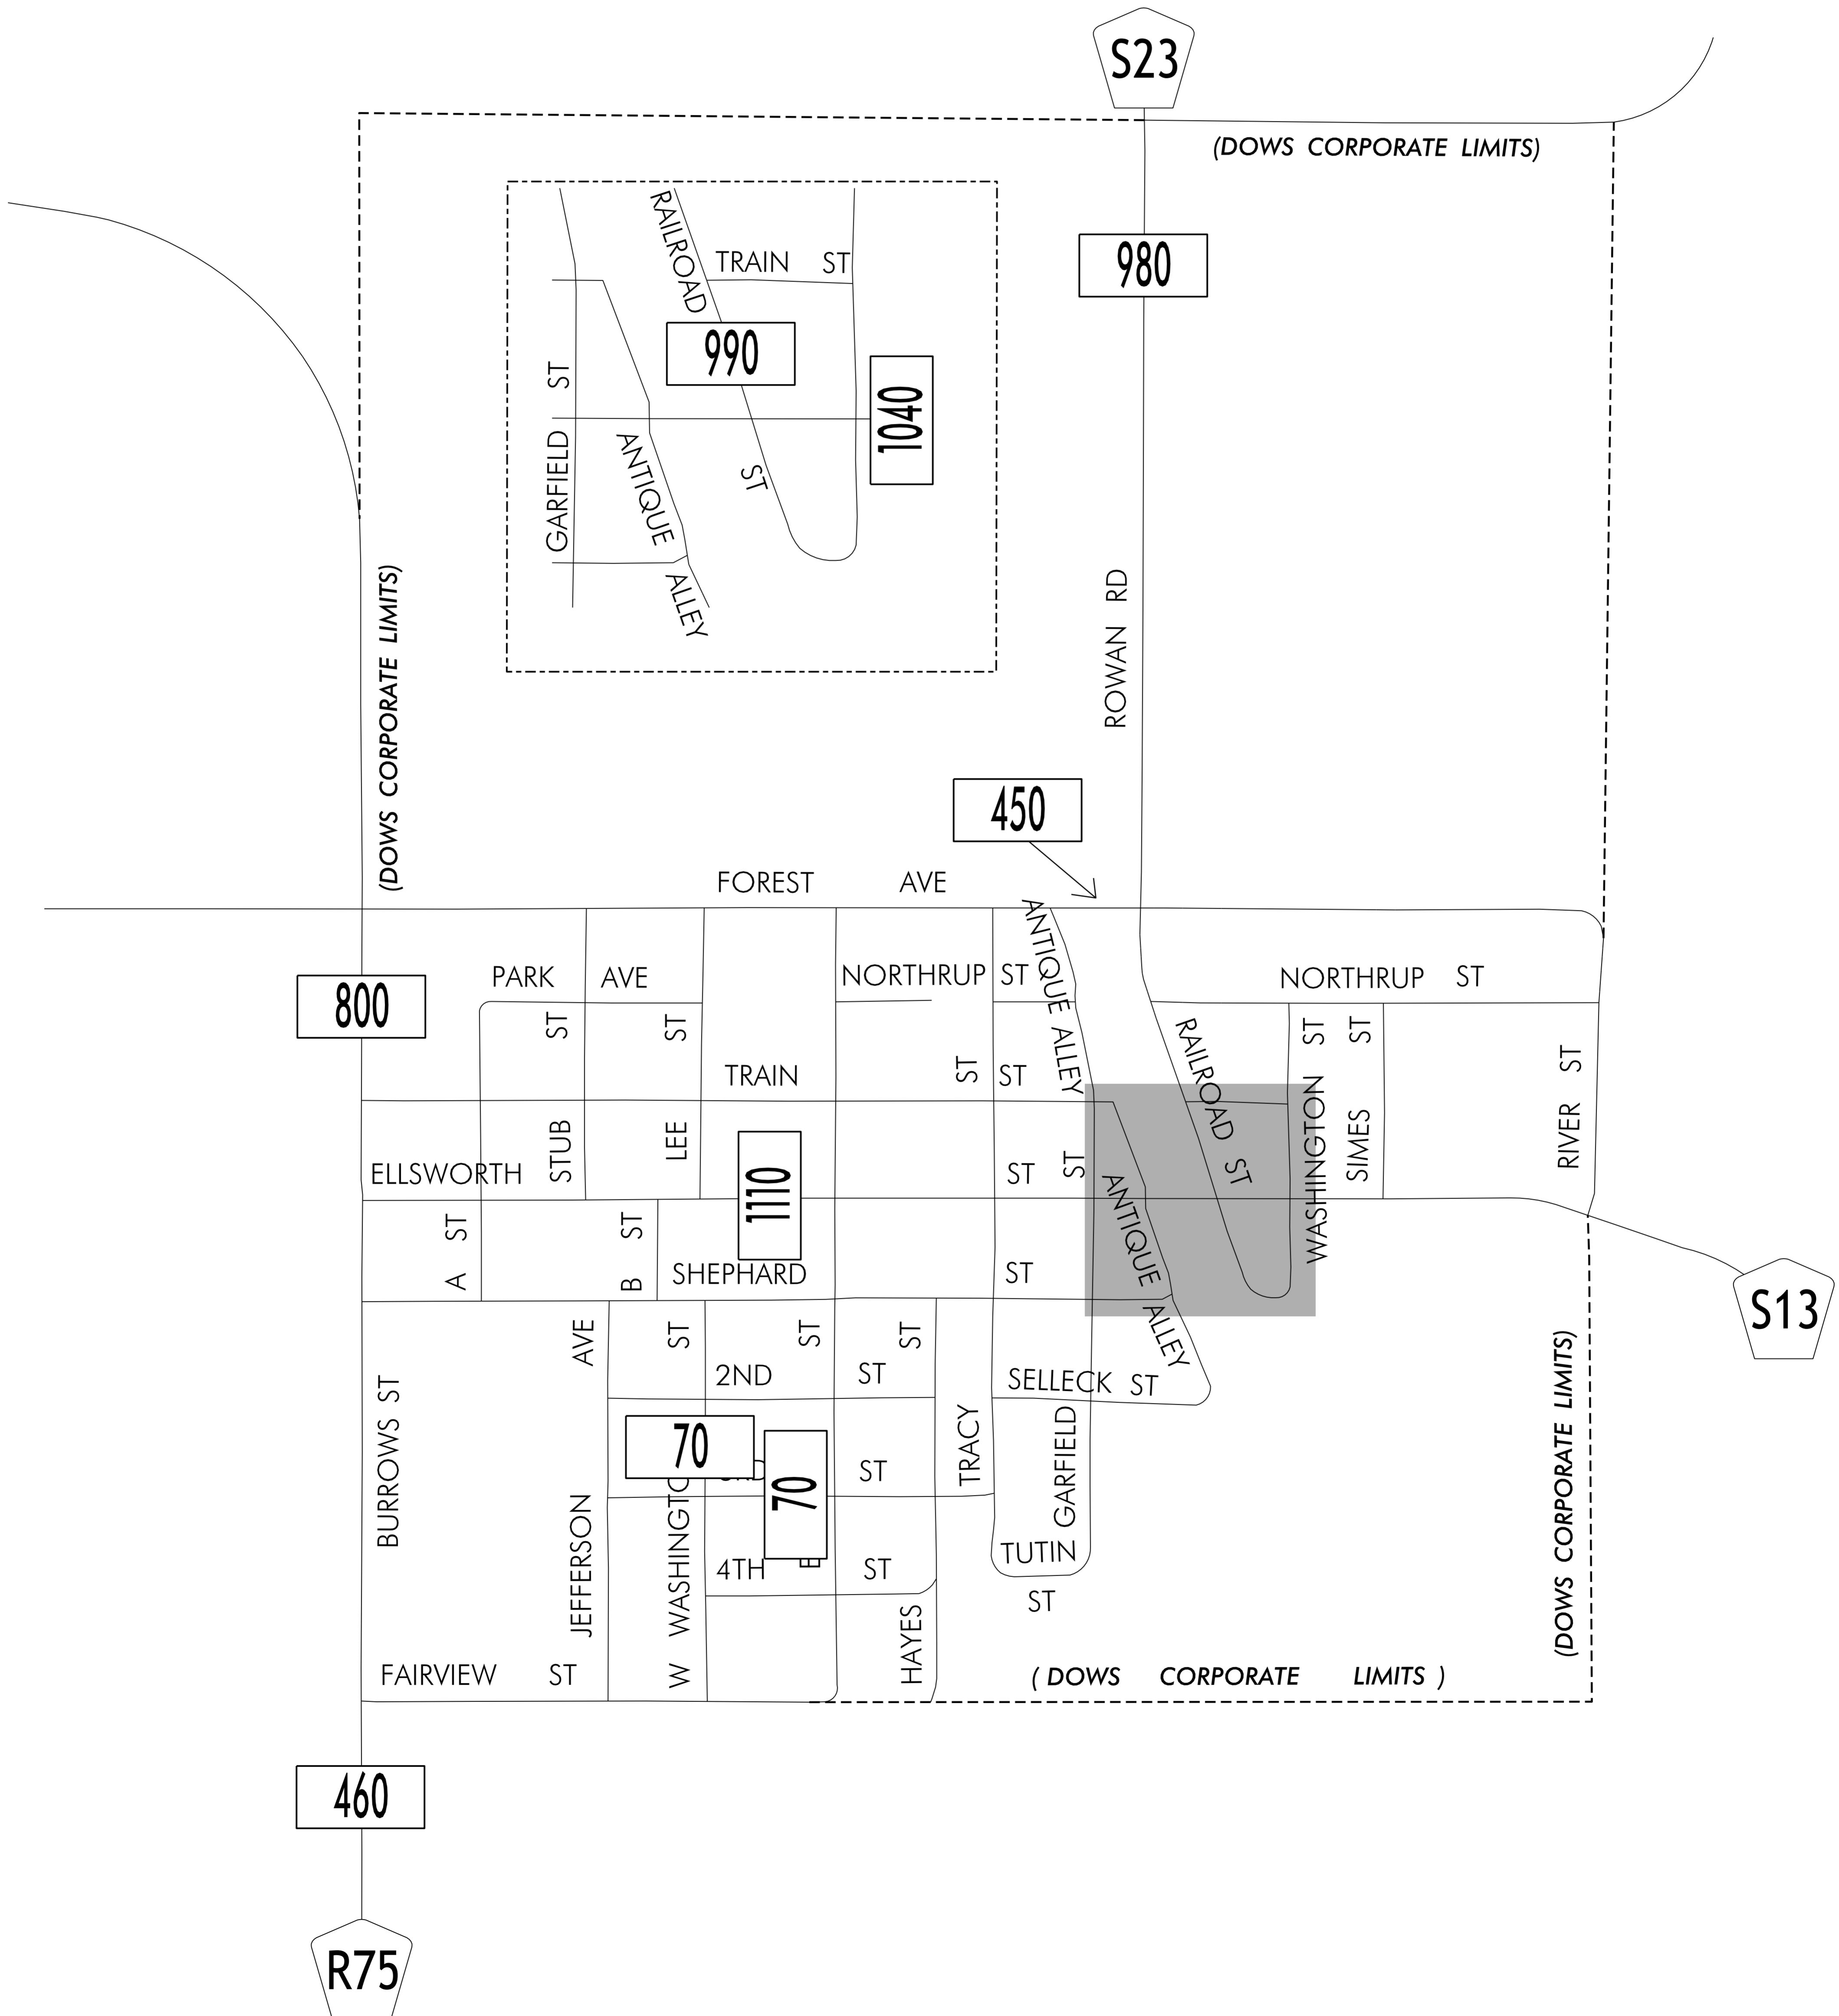 S23
(DOWS CORPORATE LIMITS)
980
RAILROAD ST
TRAIN ST
990
1040
GARFIELD ST
ANTIQUE ALLEY
(DOWS CORPORATE LIMITS)
ROWAN RD
450
FOREST AVE
800
PARK AVE
NORTHRUP ST
ANTIQUE ALLEY
NORTHRUP ST
STUB ST
LEE ST
TRAIN ST
RAILROAD ST
WASHINGTON ST
SIMES ST
RIVER ST
ELLSWORTH ST
1110
ANTIQUE ALLEY
A ST
B ST
SHEPHARD ST
S13
BURROWS ST
JEFFERSON AVE
W WASHINGTO
ST
ST
2ND ST
SELLECK ST
70
ST
70
TRACY ST
GARFIELD ST
4TH ST
TUTIN ST
HAYES ST
FAIRVIEW ST
(DOWS CORPORATE LIMITS)
(DOWS CORPORATE LIMITS)
460
R75